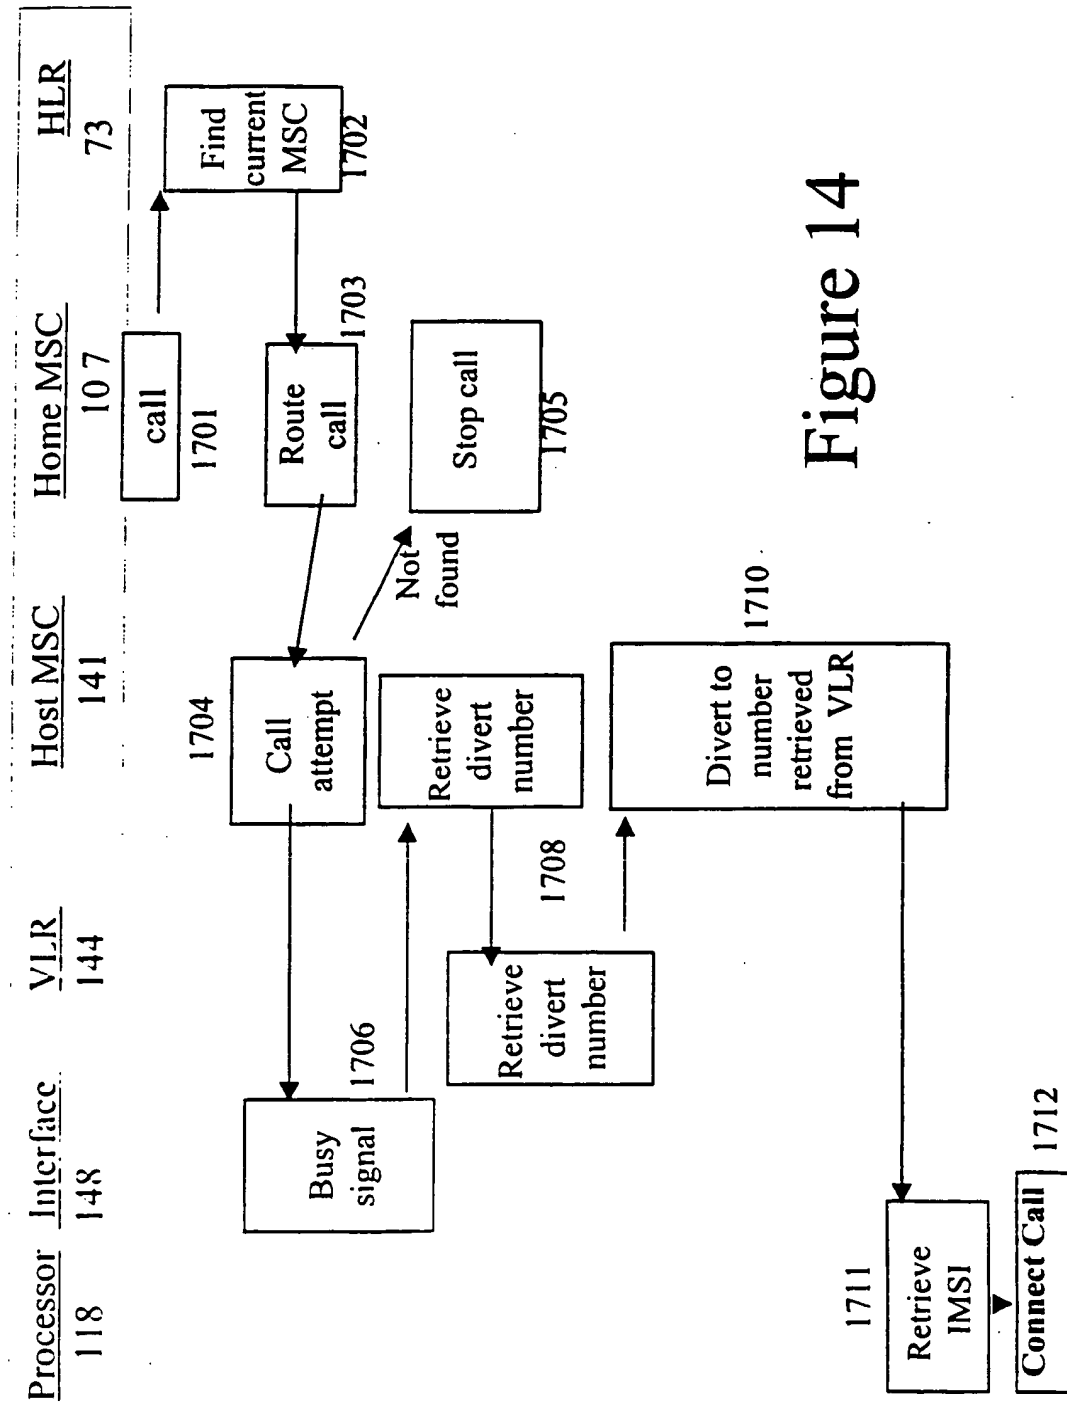 Processor
118
Interface
148
VLR
144
Host MSC
141
Home MSC
10 7
HLR
73
call
1701
Find
current
MSC
1702
Route
call
1703
1704
Call
attempt
Not
found
Stop call
1705
Busy
signal
1706
Retrieve
divert
number
1708
Retrieve
divert
number
1710
Divert to
number
retrieved
from VLR
1711
Retrieve
IMSI
Connect Call
1712
Figure 14